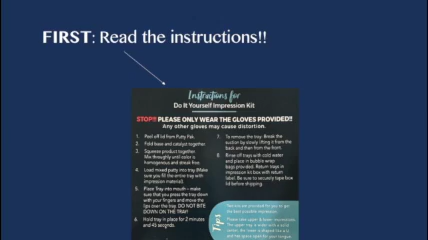 FIRST: Read the instructions!!
Instructions for
Do It Yourself Impression Kit
STOP!!! PLEASE ONLY WEAR THE GLOVES PROVIDED!!
Any other gloves may cause distortion.
1. Peel off lid from Putty Pak.
2. Fold base and catalyst together.
3. Squeeze product together.
Mix thoroughly until color is
homogenous and streak free.
4. Load mixed putty into tray (Make
sure you fill the entire tray with
impression material).
5. Place Tray into mouth - make
sure that you press the tray down
with your fingers and move the
lips over the tray. DO NOT BITE
DOWN ON THE TRAY!
6. Hold tray in place for 2 minutes
and 45 seconds.
7. To remove the tray: Break the
suction by slowly lifting it from the
back and then from the front.
8. Rinse off trays with cold water
and place in bubble wrap
bags provided. Return trays in
impression kit box with return
label. Be sure to securely tape box
lid before shipping.
Tips